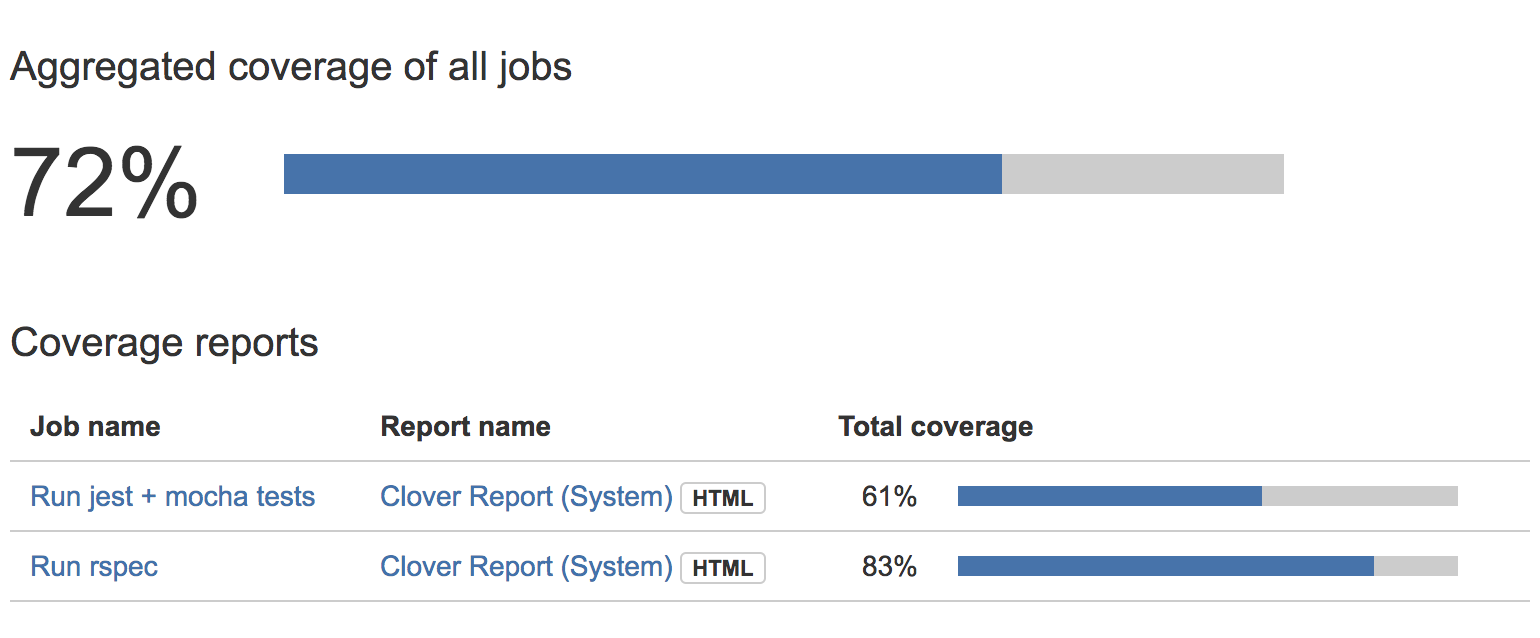 Aggregated coverage of all jobs
72%
Coverage reports
Job name Report name Total coverage
Run jest + mocha tests Clover Report (System) HTML 61%
Run rspec Clover Report (System) HTML 83%